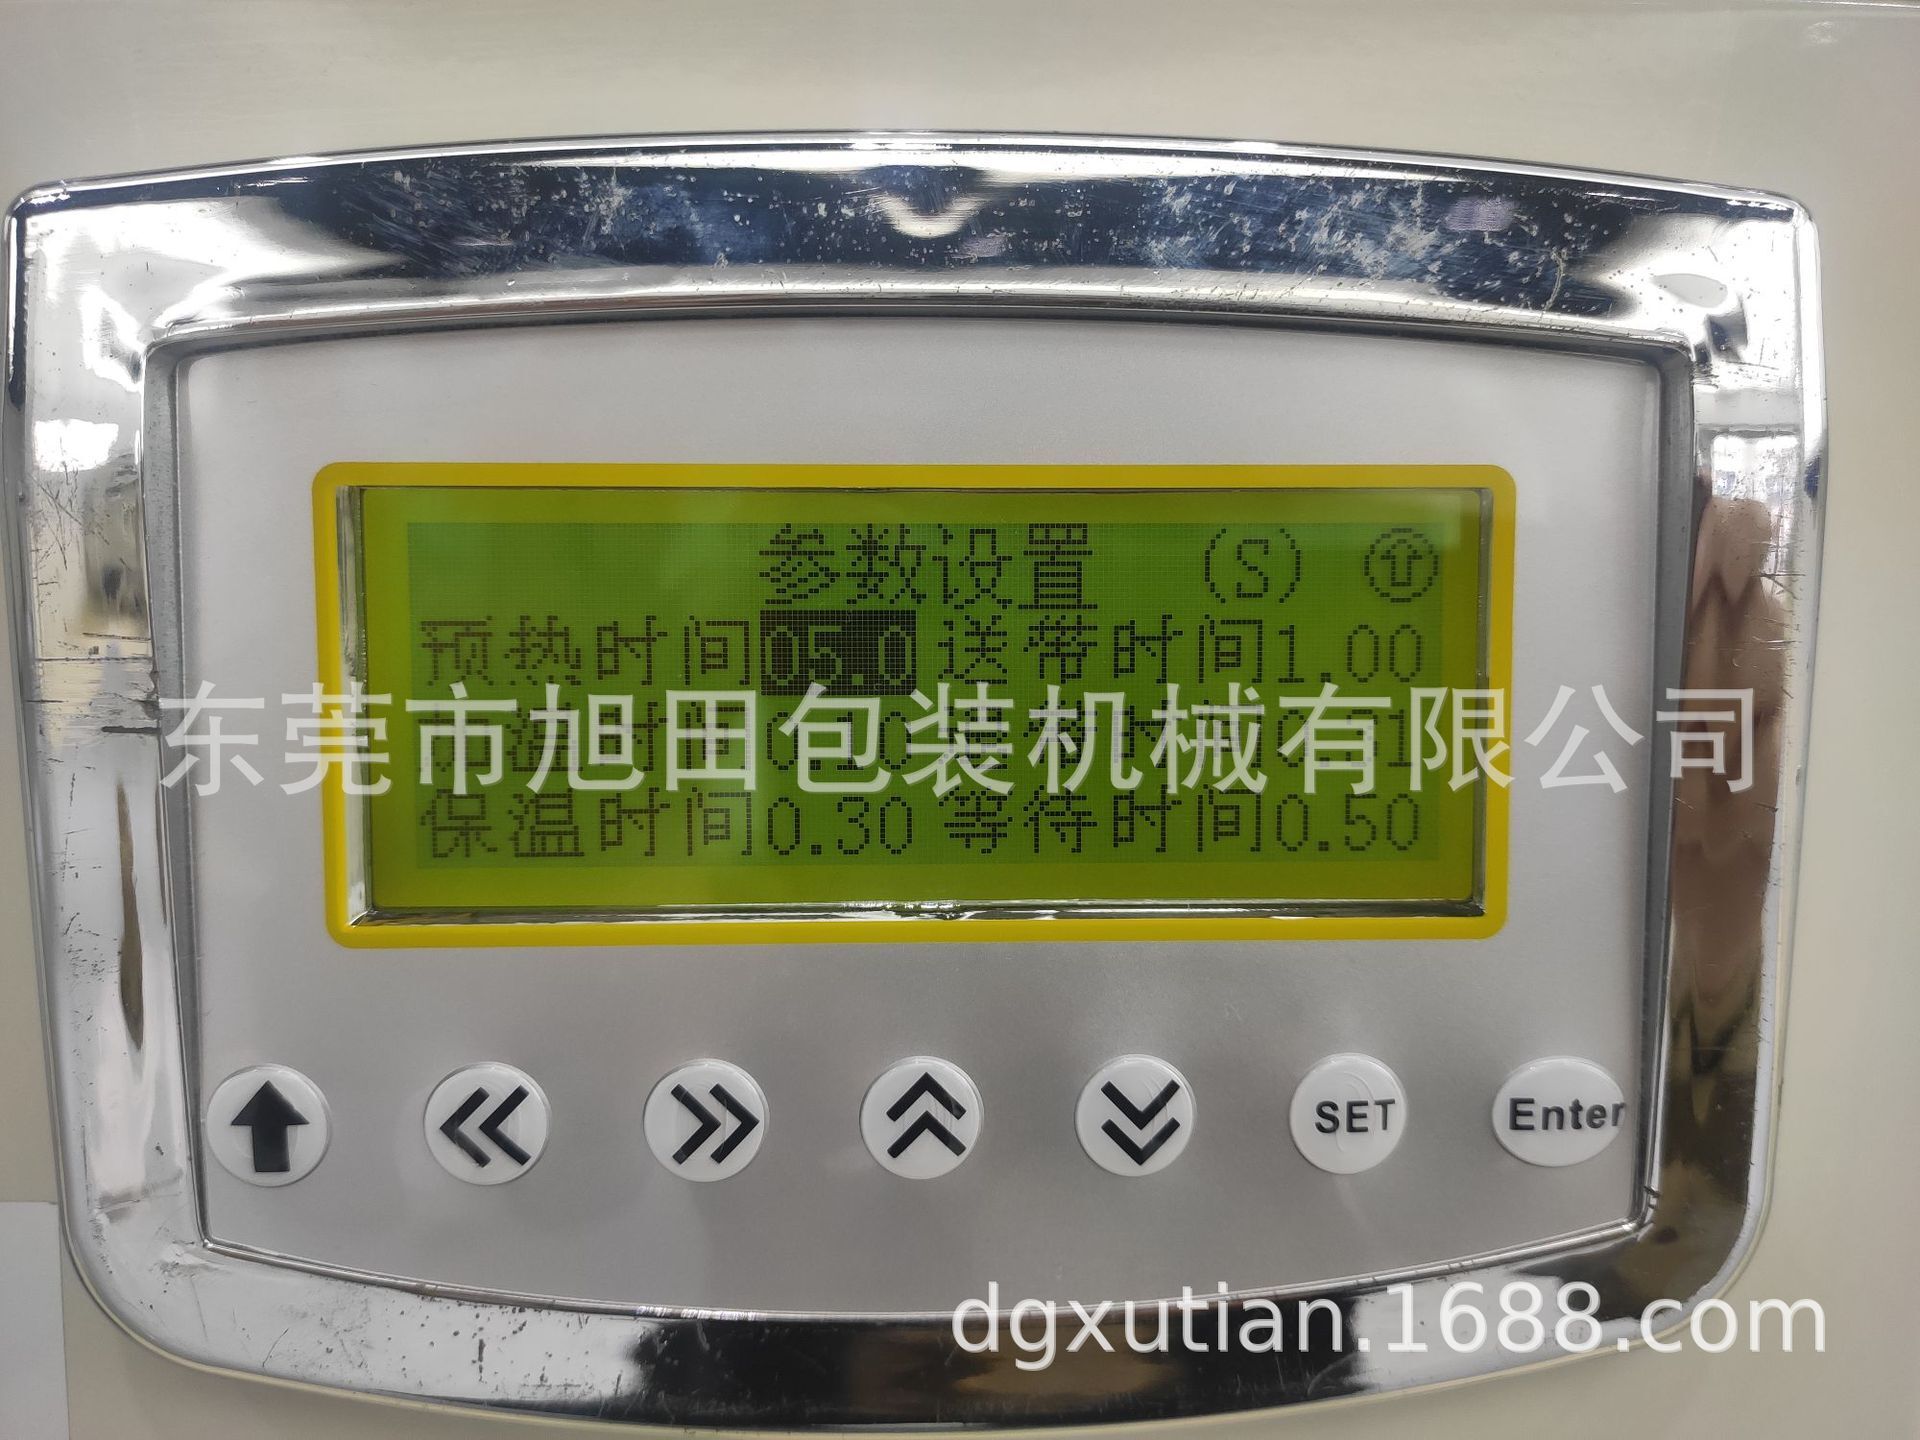 参数设置 (S)
预热时间05.0 送带时间1.00
保温时间0.30 等待时间0.50
东莞市旭田包装机械有限公司
SET
Enter
dgxutian.1688.com